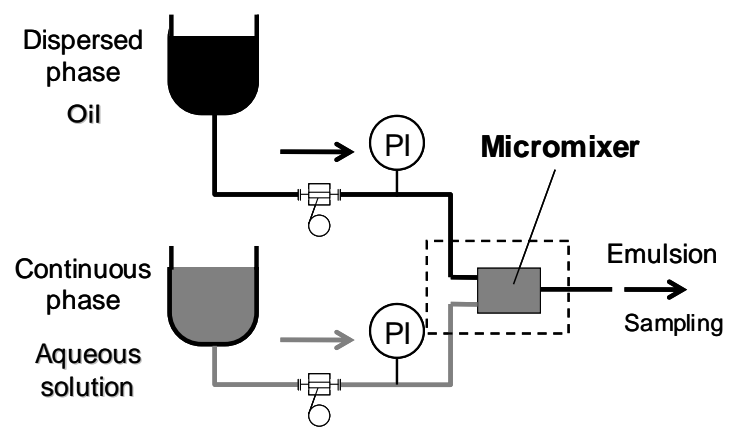 Dispersed
phase
Oil
PI
Micromixer
Continuous
phase
Aqueous
solution
PI
Emulsion
Sampling